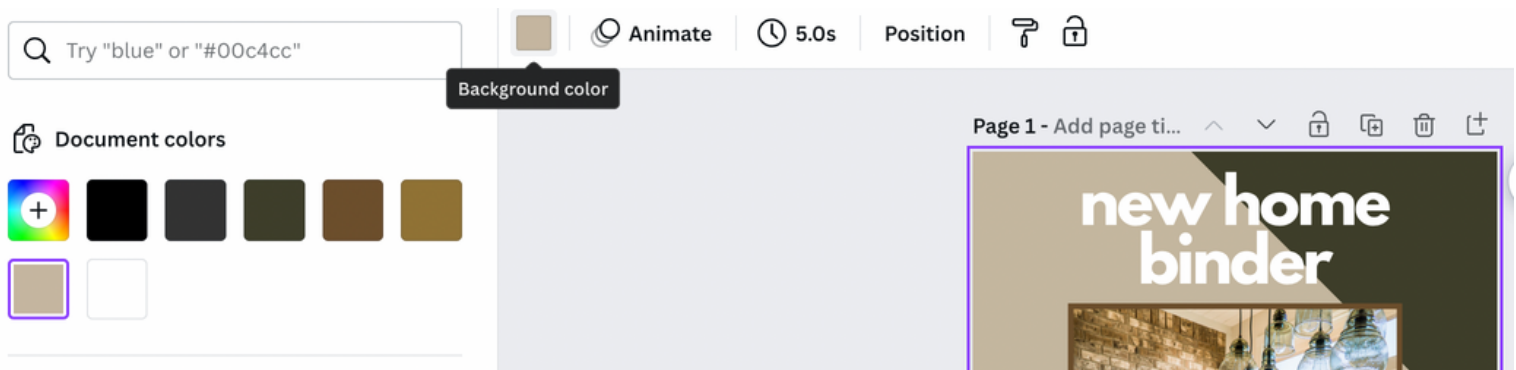 Try "blue" or "#00c4cc"
Animate
5.0s
Position
Background color
Document colors
Page 1 - Add page ti...
new home
binder